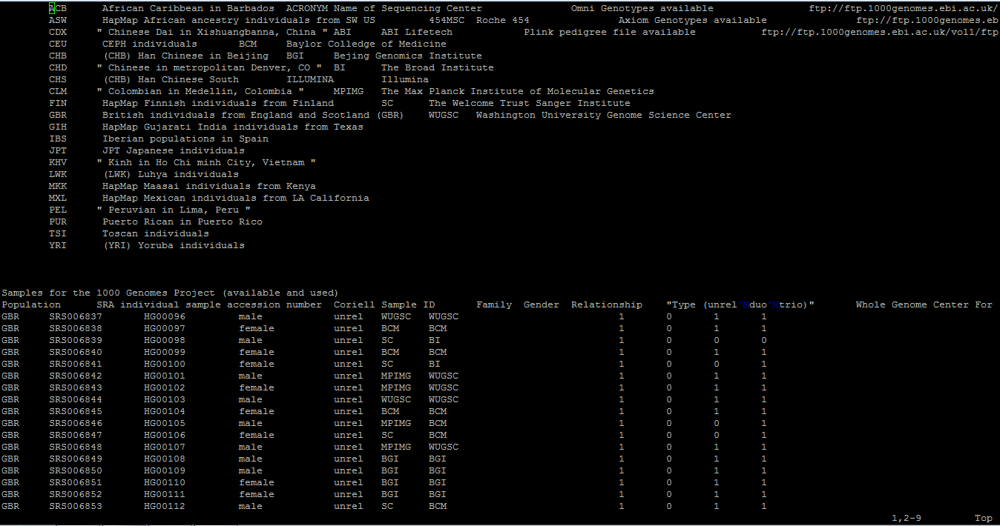 ACB African Caribbean in Barbados ACRONYM Name of Sequencing Center Omni Genotypes available ftp://ftp.1000genomes.ebi.ac.uk/
ASW HapMap African ancestry individuals from SW US 454MSC Roche 454 Axiom Genotypes available ftp://ftp.1000genomes.eb
CDX " Chinese Dai in Xishuangbanna, China " ABI ABI Lifetech Plink pedigree file available ftp://ftp.1000genomes.ebi.ac.uk/vol1/ftp
CEU CEPH individuals BCM Baylor Colledge of Medicine
CHB (CHB) Han Chinese in Beijing BGI Bejing Genomics Institute
CHD " Chinese in metropolitan Denver, CO " BI The Broad Institute
CHS (CHB) Han Chinese South ILLUMINA Illumina
CLM " Colombian in Medellin, Colombia " MPIMG The Max Planck Institute of Molecular Genetics
FIN HapMap Finnish individuals from Finland SC The Welcome Trust Sanger Institute
GBR British individuals from England and Scotland (GBR) WUGSC Washington University Genome Science Center
GIH HapMap Gujarati India individuals from Texas
IBS Iberian populations in Spain
JPT JPT Japanese individuals
KHV " Kinh in Ho Chi minh City, Vietnam "
LWK (LWK) Luhya individuals
MKK HapMap Maasai individuals from Kenya
MXL HapMap Mexican individuals from LA California
PEL " Peruvian in Lima, Peru "
PUR Puerto Rican in Puerto Rico
TSI Toscan individuals
YRI (YRI) Yoruba individuals
Samples for the 1000 Genomes Project (available and used)
Population SRA individual sample accession number Coriell Sample ID Family Gender Relationship "Type (unrel^Mduo^Mtrio)" Whole Genome Center For
GBR SRS006837 HG00096 male unrel WUGSC WUGSC 1 0 1 1
GBR SRS006838 HG00097 female unrel BCM BCM 1 0 1 1
GBR SRS006839 HG00098 male unrel SC BI 1 0 0 0
GBR SRS006840 HG00099 female unrel BCM BCM 1 0 1 1
GBR SRS006841 HG00100 female unrel SC BI 1 0 0 1
GBR SRS006842 HG00101 male unrel MPIMG WUGSC 1 0 1 1
GBR SRS006843 HG00102 female unrel MPIMG WUGSC 1 0 1 1
GBR SRS006844 HG00103 male unrel WUGSC WUGSC 1 0 1 1
GBR SRS006845 HG00104 female unrel BCM BCM 1 0 1 1
GBR SRS006846 HG00105 male unrel MPIMG BCM 1 0 0 1
GBR SRS006847 HG00106 female unrel SC BCM 1 0 1 1
GBR SRS006848 HG00107 male unrel MPIMG WUGSC 1 0 1 1
GBR SRS006849 HG00108 male unrel BGI BGI 1 0 1 1
GBR SRS006850 HG00109 male unrel BGI BGI 1 0 1 1
GBR SRS006851 HG00110 female unrel BGI BGI 1 0 1 1
GBR SRS006852 HG00111 female unrel BGI BGI 1 0 1 1
GBR SRS006853 HG00112 male unrel SC BCM 1 0 1 1
1,2-9 Top